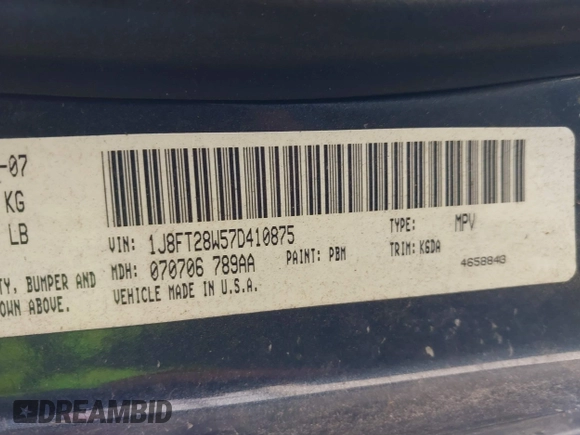 -07
KG
LB
VIN: 1J8FT28W57D410875
TYPE: MPV
MDH: 070706 789AA PAINT: PBM TRIM: K6DA
TY, BUMPER AND
OWN ABOVE.
VEHICLE MADE IN U.S.A.
4658848
DREAMBID